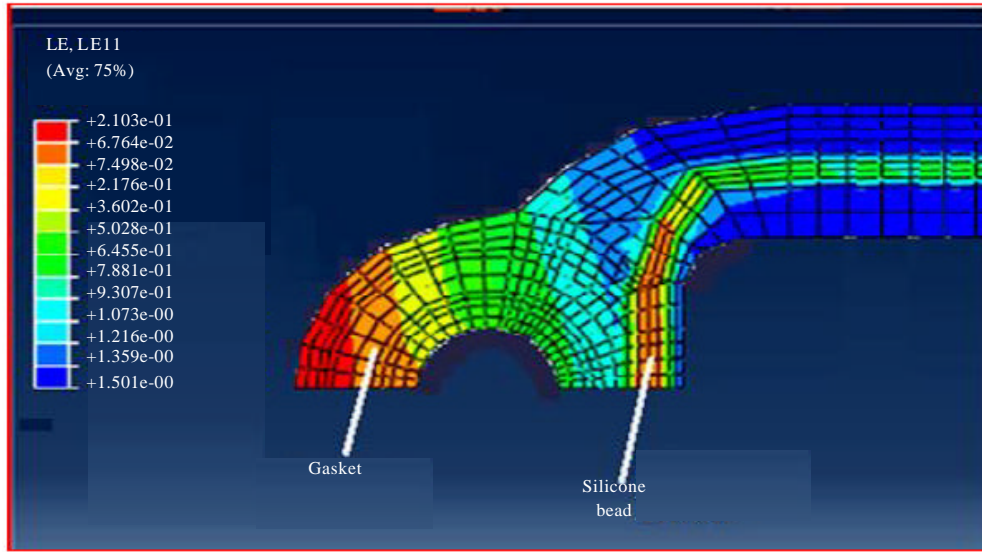 LE, LE11
(Avg: 75%)
+2.103e-01
+6.764e-02
+7.498e-02
+2.176e-01
+3.602e-01
+5.028e-01
+6.455e-01
+7.881e-01
+9.307e-01
+1.073e-00
+1.216e-00
+1.359e-00
+1.501e-00
Gasket
Silicone
bead